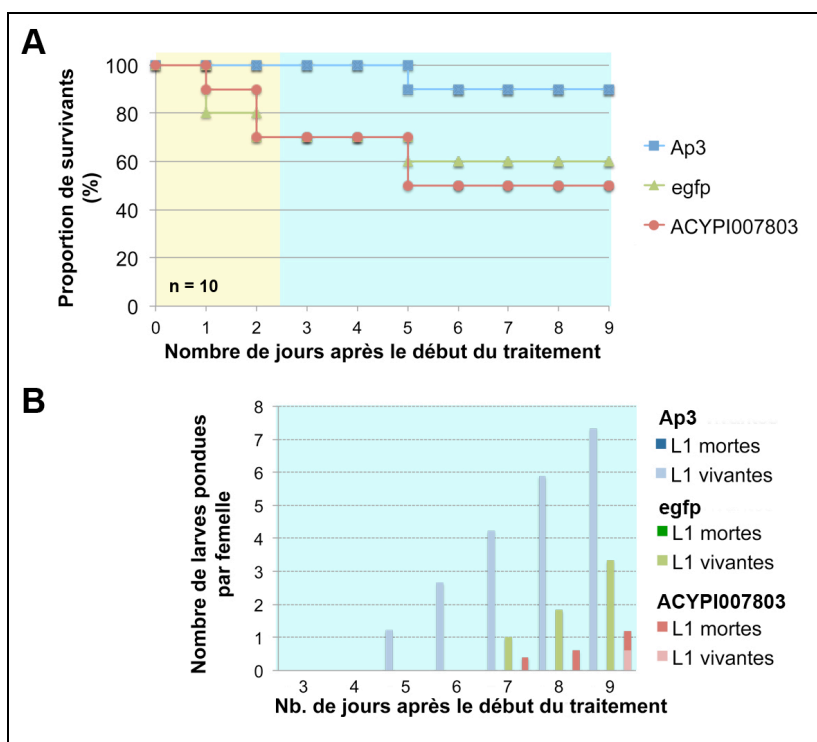 A
100
80
60
40
20
0
Proportion de survivants
(%)
n = 10
0 1 2 3 4 5 6 7 8 9
Nombre de jours après le début du traitement
Ap3
egfp
ACYPI007803
B
8
7
6
5
4
3
2
1
0
Nombre de larves pondues
par femelle
3 4 5 6 7 8 9
Nb. de jours après le début du traitement
Ap3
L1 mortes
L1 vivantes
egfp
L1 mortes
L1 vivantes
ACYPI007803
L1 mortes
L1 vivantes